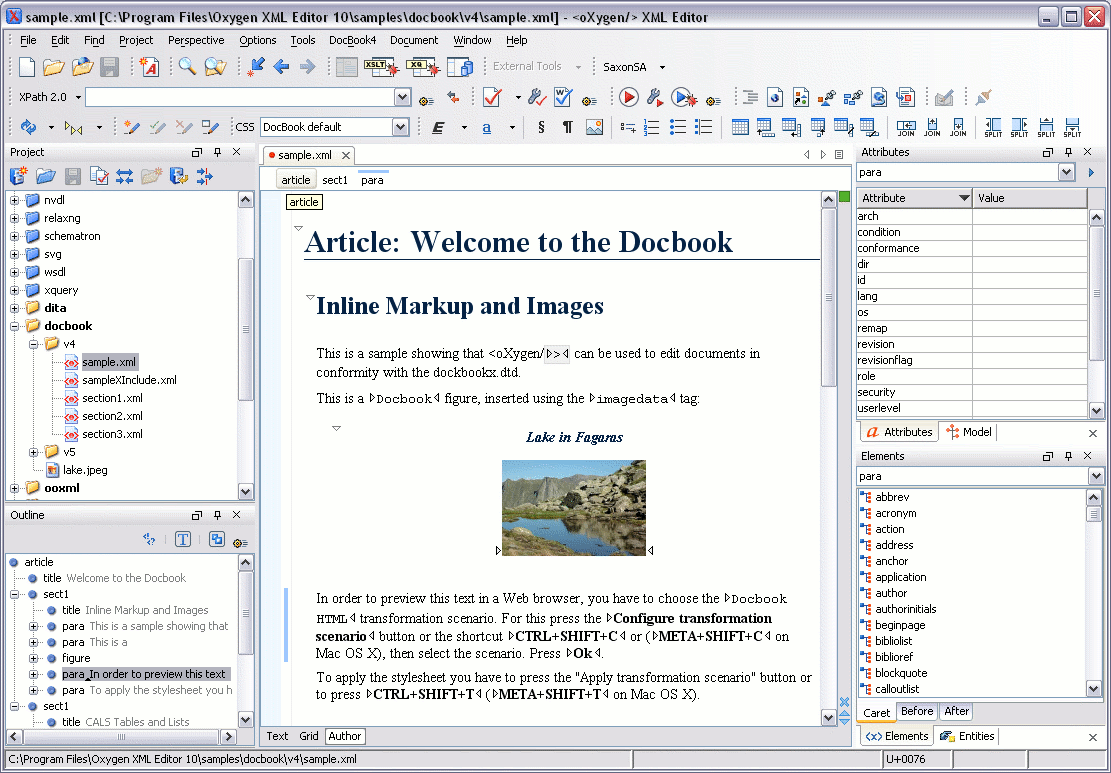 sample.xml [C:\Program Files\Oxygen XML Editor 10\samples\docbook\v4\sample.xml] - <oXygen/> XML Editor
File Edit Find Project Perspective Options Tools DocBook4 Document Window Help
XSLT XQ External Tools SaxonSA
XPath 2.0
CSS DocBook default E a § ¶ JOIN JOIN JOIN SPLIT SPLIT SPLIT SPLIT
Project
nvdl
relaxng
schematron
svg
wsdl
xquery
dita
docbook
v4
sample.xml
sampleXInclude.xml
section1.xml
section2.xml
section3.xml
v5
lake.jpeg
ooxml
Outline
article
title Welcome to the Docbook
sect1
title Inline Markup and Images
para This is a sample showing that
para This is a
figure
para In order to preview this text
para To apply the stylesheet you h
sect1
title CALS Tables and Lists
sample.xml
article sect1 para
article
Article: Welcome to the Docbook
Inline Markup and Images
This is a sample showing that <oXygen/> can be used to edit documents in
conformity with the dockbookx.dtd.
This is a Docbook figure, inserted using the imagedata tag:
Lake in Fagaras
In order to preview this text in a Web browser, you have to choose the Docbook
HTML transformation scenario. For this press the Configure transformation
scenario button or the shortcut CTRL+SHIFT+C or (META+SHIFT+C on
Mac OS X), then select the scenario. Press Ok.
To apply the stylesheet you have to press the "Apply transformation scenario" button or
to press CTRL+SHIFT+T (META+SHIFT+T on Mac OS X).
Text Grid Author
Attributes
para
Attribute Value
arch
condition
conformance
dir
id
lang
os
remap
revision
revisionflag
role
security
userlevel
a Attributes Model
Elements
para
abbrev
acronym
action
address
anchor
application
author
authorinitials
beginpage
bibliolist
biblioref
blockquote
calloutlist
Caret Before After
Elements Entities
C:\Program Files\Oxygen XML Editor 10\samples\docbook\v4\sample.xml U+0076